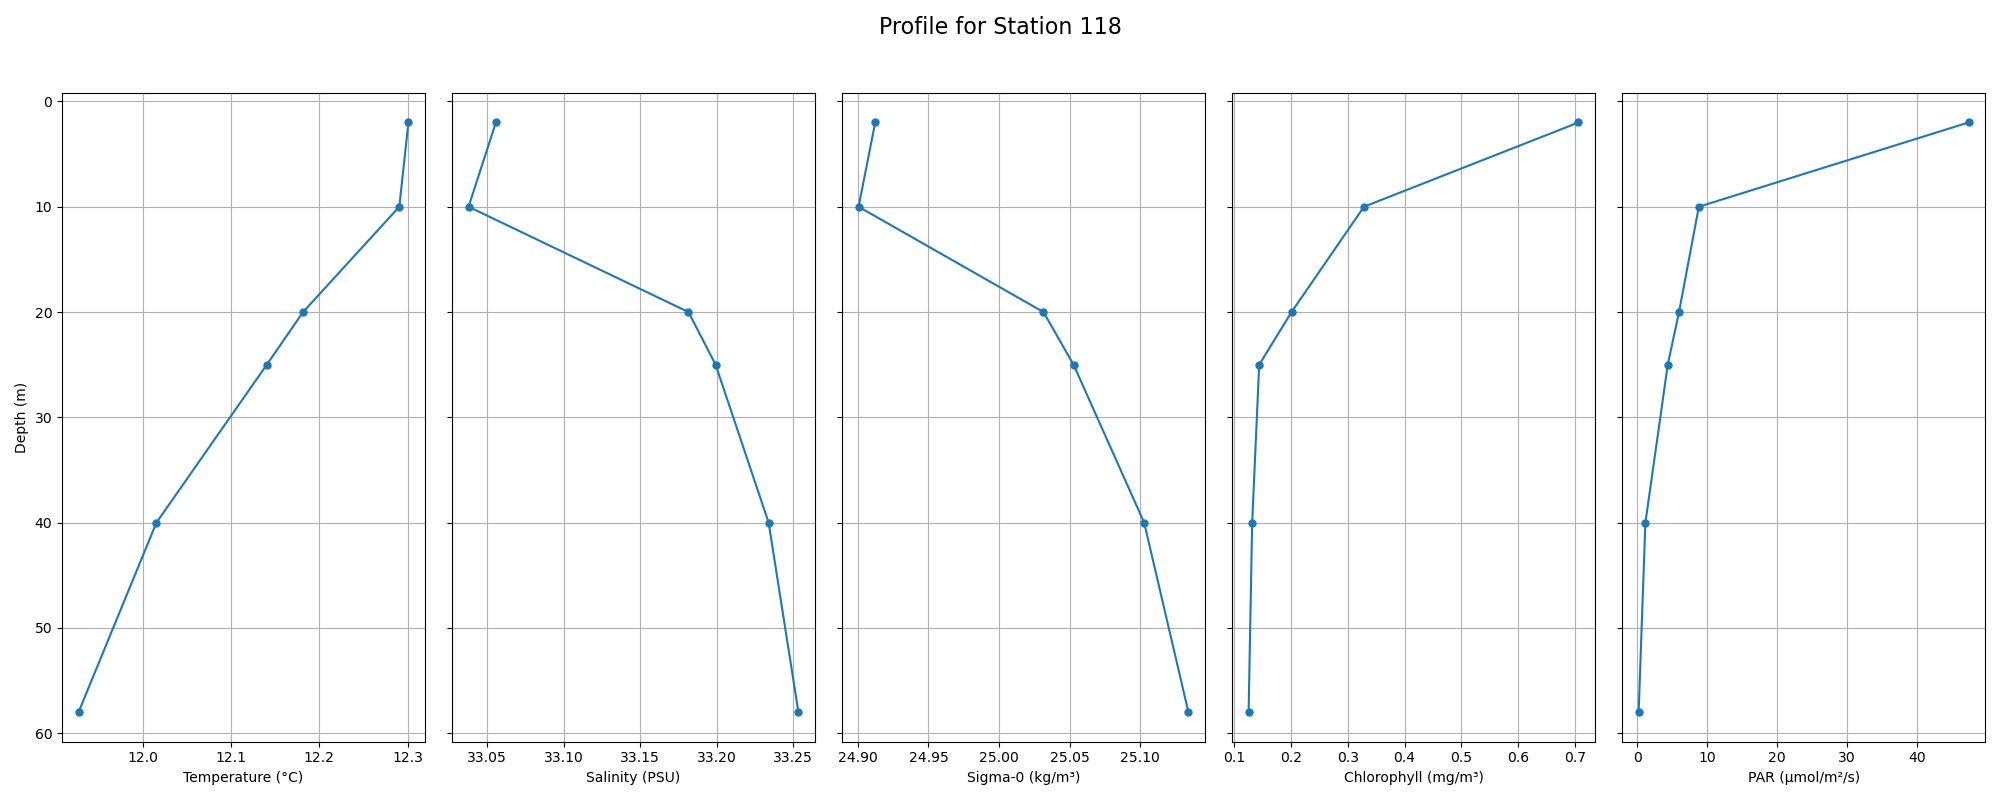 Profile for Station 118
0
10
20
30
40
50
60
Depth (m)
12.0 12.1 12.2 12.3
Temperature (°C)
33.05 33.10 33.15 33.20 33.25
Salinity (PSU)
24.90 24.95 25.00 25.05 25.10
Sigma-0 (kg/m³)
0.1 0.2 0.3 0.4 0.5 0.6 0.7
Chlorophyll (mg/m³)
0 10 20 30 40
PAR (µmol/m²/s)